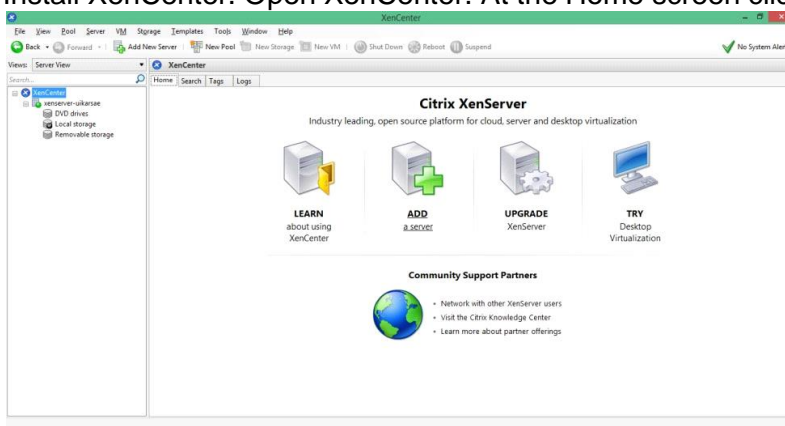 Install XenCenter. Open XenCenter. At the Home screen clic
XenCenter
File View Pool Server VM Storage Templates Tools Window Help
Back Forward Add New Server New Pool New Storage New VM Shut Down Reboot Suspend No System Aler
Views: Server View XenCenter
Search... Home Search Tags Logs
XenCenter
xenserver-uikarsae
DVD drives
Local storage
Removable storage
Citrix XenServer
Industry leading, open source platform for cloud, server and desktop virtualization
LEARN
about using
XenCenter
ADD
a server
UPGRADE
XenServer
TRY
Desktop
Virtualization
Community Support Partners
• Network with other XenServer users
• Visit the Citrix Knowledge Center
• Learn more about partner offerings